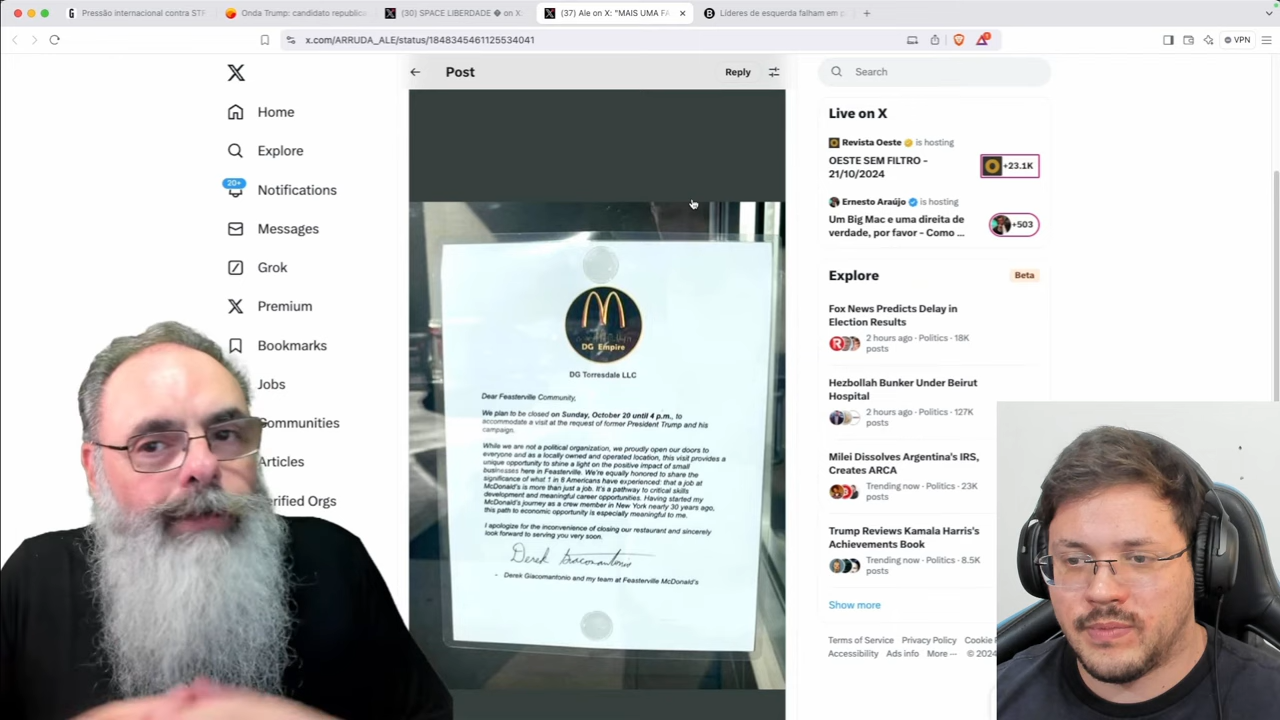 Pressão internacional contra STF
Onda Trump: candidato republica
(30) SPACE LIBERDADE � on X:
(37) Ale on X: "MAIS UMA FA
Líderes de esquerda falham em p
x.com/ARRUDA_ALE/status/1848345461125534041
VPN
Home
Explore
20+
Notifications
Messages
Grok
Premium
Bookmarks
Jobs
Communities
Articles
erified Orgs
Post
Reply
DG Empire
DG Torresdale LLC
Dear Feasterville Community,
We plan to be closed on Sunday, October 20 until 4 p.m., to
accommodate a visit at the request of former President Trump and his
campaign.
While we are not a political organization, we proudly open our doors to
everyone and as a locally owned and operated location, this visit provides a
unique opportunity to shine a light on the positive impact of small
businesses here in Feasterville. We're equally honored to share the
significance of what 1 in 8 Americans have experienced: that a job at
McDonald's is more than just a job. It's a pathway to critical skills
development and meaningful career opportunities. Having started my
McDonald's journey as a crew member in New York nearly 30 years ago,
this path to economic opportunity is especially meaningful to me.
I apologize for the inconvenience of closing our restaurant and sincerely
look forward to serving you very soon.
Derek Giacomantonio
- Derek Giacomantonio and my team at Feasterville McDonald's
Search
Live on X
Revista Oeste is hosting
OESTE SEM FILTRO -
21/10/2024
+23.1K
Ernesto Araújo is hosting
Um Big Mac e uma direita de
verdade, por favor - Como ...
+503
Explore
Beta
Fox News Predicts Delay in
Election Results
2 hours ago · Politics · 18K
posts
Hezbollah Bunker Under Beirut
Hospital
2 hours ago · Politics · 127K
posts
Milei Dissolves Argentina's IRS,
Creates ARCA
Trending now · Politics · 23K
posts
Trump Reviews Kamala Harris's
Achievements Book
Trending now · Politics · 8.5K
posts
Show more
Terms of Service Privacy Policy Cookie
Accessibility Ads info More ··· © 2024